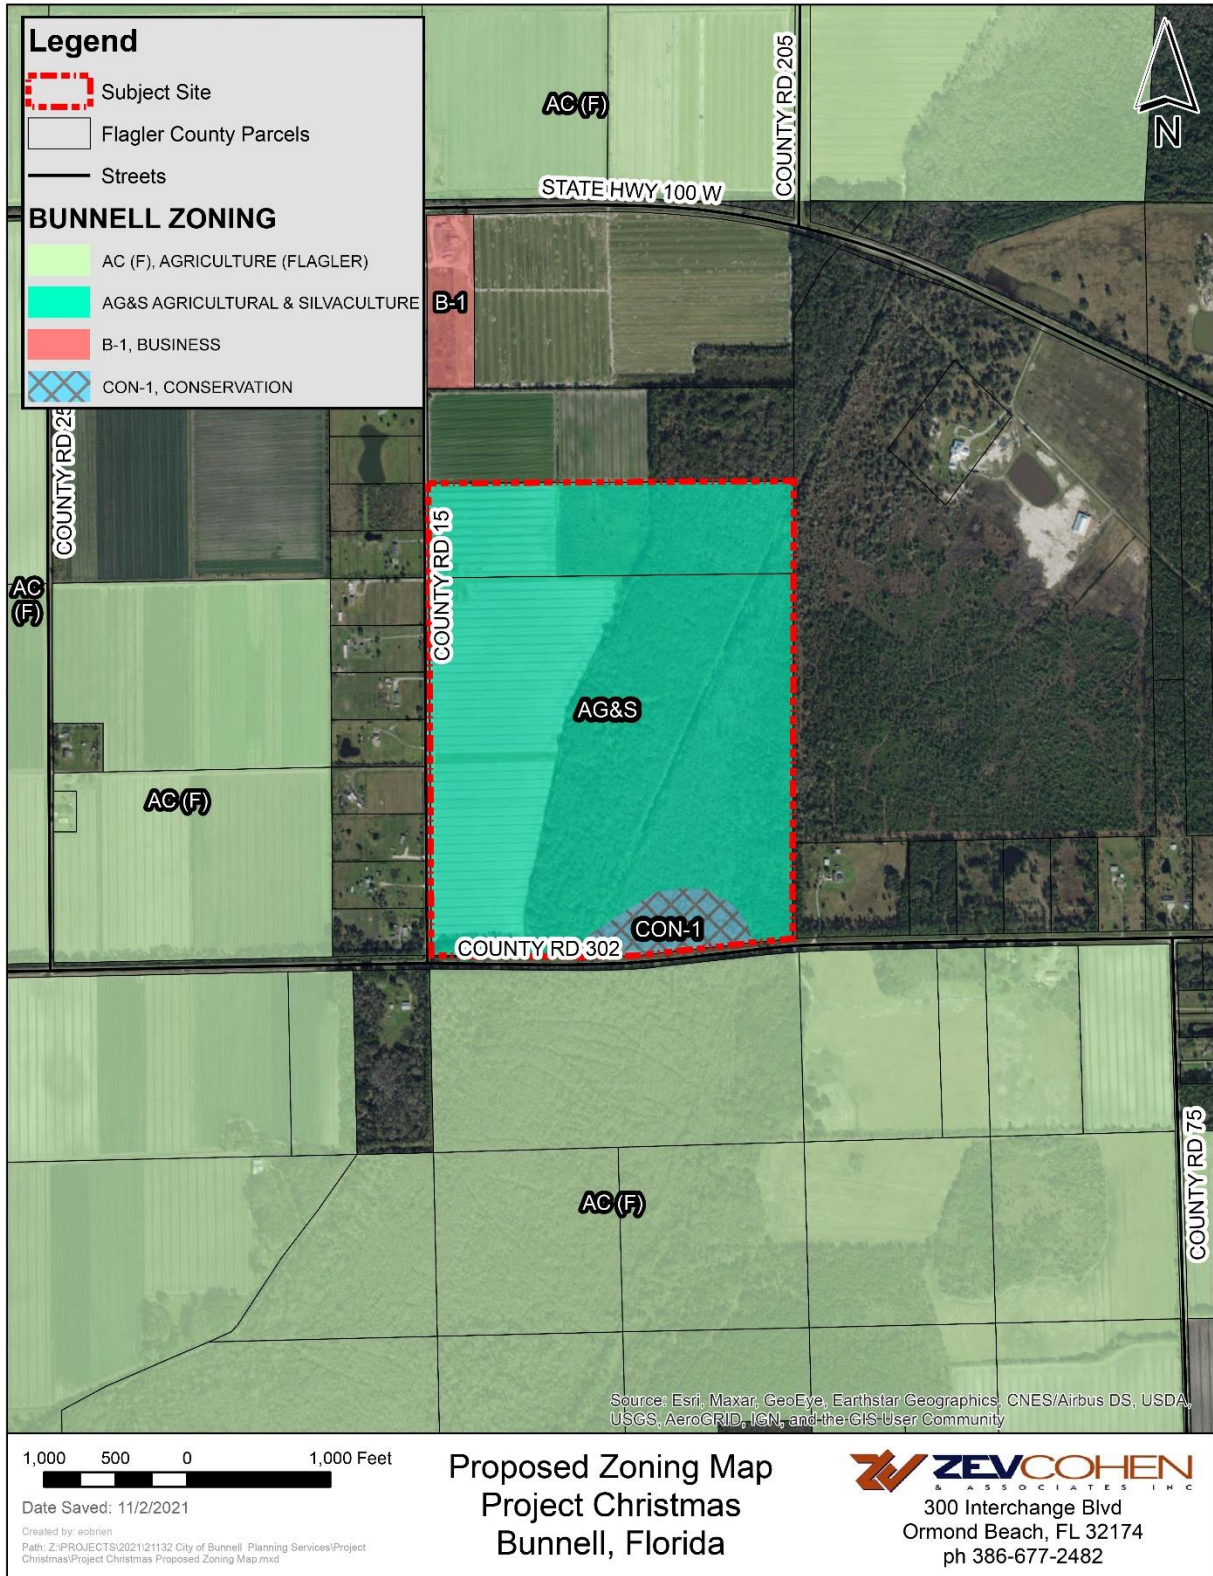 Legend
Subject Site
Flagler County Parcels
Streets
BUNNELL ZONING
AC (F), AGRICULTURE (FLAGLER)
AG&S AGRICULTURAL & SILVACULTURE
B-1, BUSINESS
CON-1, CONSERVATION
AC (F)
COUNTY RD 205
N
STATE HWY 100 W
B-1
COUNTY RD 25
COUNTY RD 15
AC
(F)
AG&S
AC (F)
CON-1
COUNTY RD 302
COUNTY RD 75
AC (F)
Source: Esri, Maxar, GeoEye, Earthstar Geographics, CNES/Airbus DS, USDA,
USGS, AeroGRID, IGN, and the GIS User Community
1,000 500 0 1,000 Feet
Date Saved: 11/2/2021
Created by: eobrien
Path: Z:\PROJECTS\2021\21132 City of Bunnell Planning Services\Project
Christmas\Project Christmas Proposed Zoning Map.mxd
Proposed Zoning Map
Project Christmas
Bunnell, Florida
ZEVCOHEN
& ASSOCIATES INC
300 Interchange Blvd
Ormond Beach, FL 32174
ph 386-677-2482